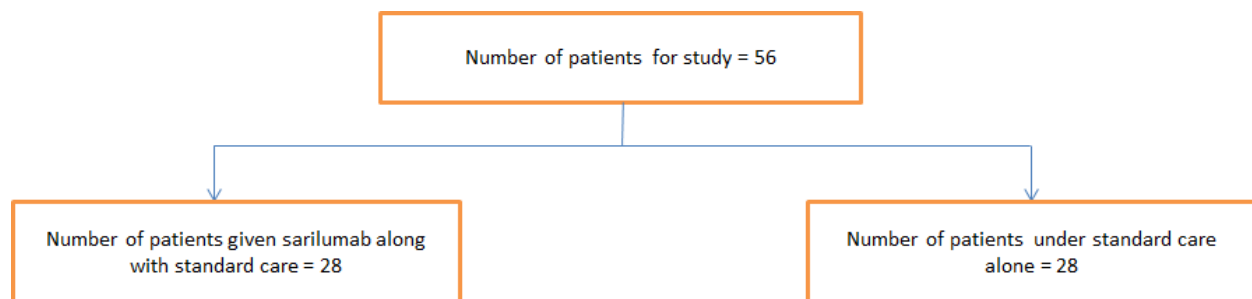 Number of patients for study = 56
Number of patients given sarilumab along
with standard care = 28
Number of patients under standard care
alone = 28